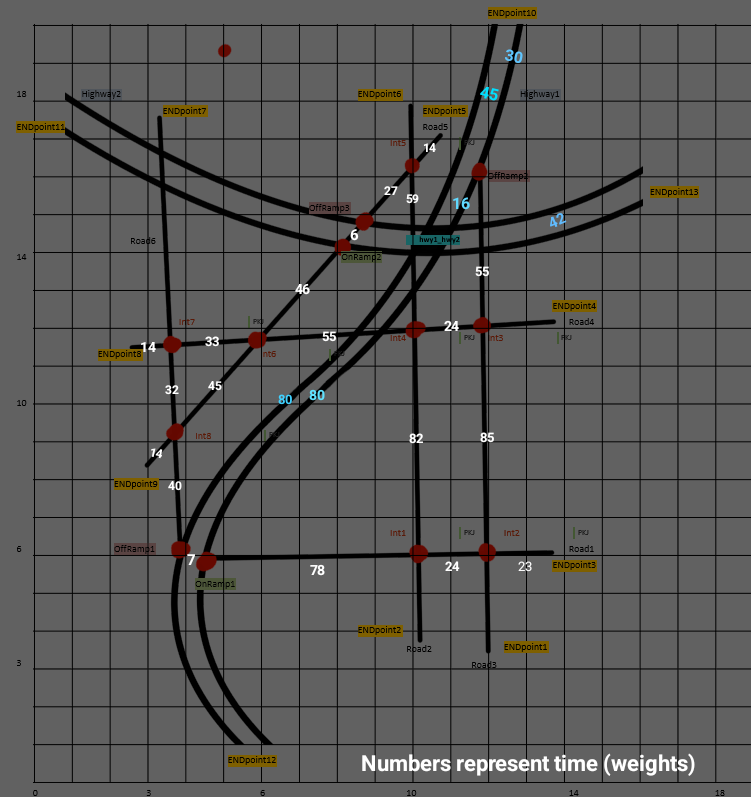 ENDpoint10
30
18
Highway2
45
Highway1
ENDpoint6
ENDpoint7
ENDpoint5
ENDpoint11
Road5
Int5
14
PKJ
OffRamp2
27
59
ENDpoint13
OffRamp3
16
42
6
Road6
hwy1_hwy2
14
OnRamp2
55
46
ENDpoint4
Int7
PKJ
Road4
24
33
55
14
Int4
PKJ
Int3
PKJ
ENDpoint8
Int6
PKJ
32
45
80
80
10
Int8
82
85
14
ENDpoint9
40
Int1
PKJ
Int2
PKJ
6
OffRamp1
Road1
7
78
24
23
ENDpoint3
OnRamp1
ENDpoint2
Road2
ENDpoint1
3
Road3
ENDpoint12
Numbers represent time (weights)
0
3
6
10
14
18